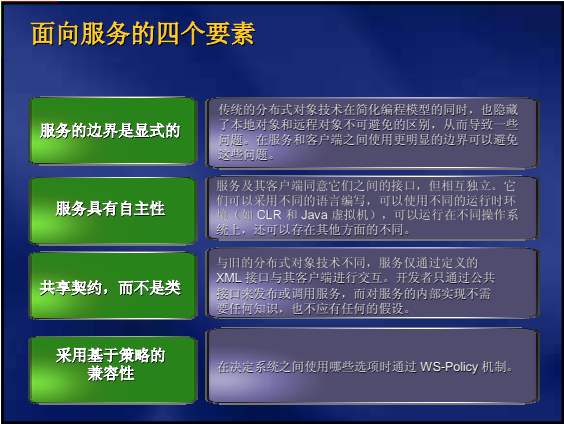 面向服务的四个要素
服务的边界是显式的
传统的分布式对象技术在简化编程模型的同时，也隐藏
了本地对象和远程对象不可避免的区别，从而导致一些
问题。在服务和客户端之间使用更明显的边界可以避免
这些问题。
服务具有自主性
服务及其客户端同意它们之间的接口，但相互独立。它
们可以采用不同的语言编写，可以使用不同的运行时环
境（如 CLR 和 Java 虚拟机），可以运行在不同操作系
统上，还可以存在其他方面的不同。
共享契约，而不是类
与旧的分布式对象技术不同，服务仅通过定义的
XML 接口与其客户端进行交互。开发者只通过公共
接口来发布或调用服务，而对服务的内部实现不需
要任何知识，也不应有任何的假设。
采用基于策略的
兼容性
在决定系统之间使用哪些选项时通过 WS-Policy 机制。